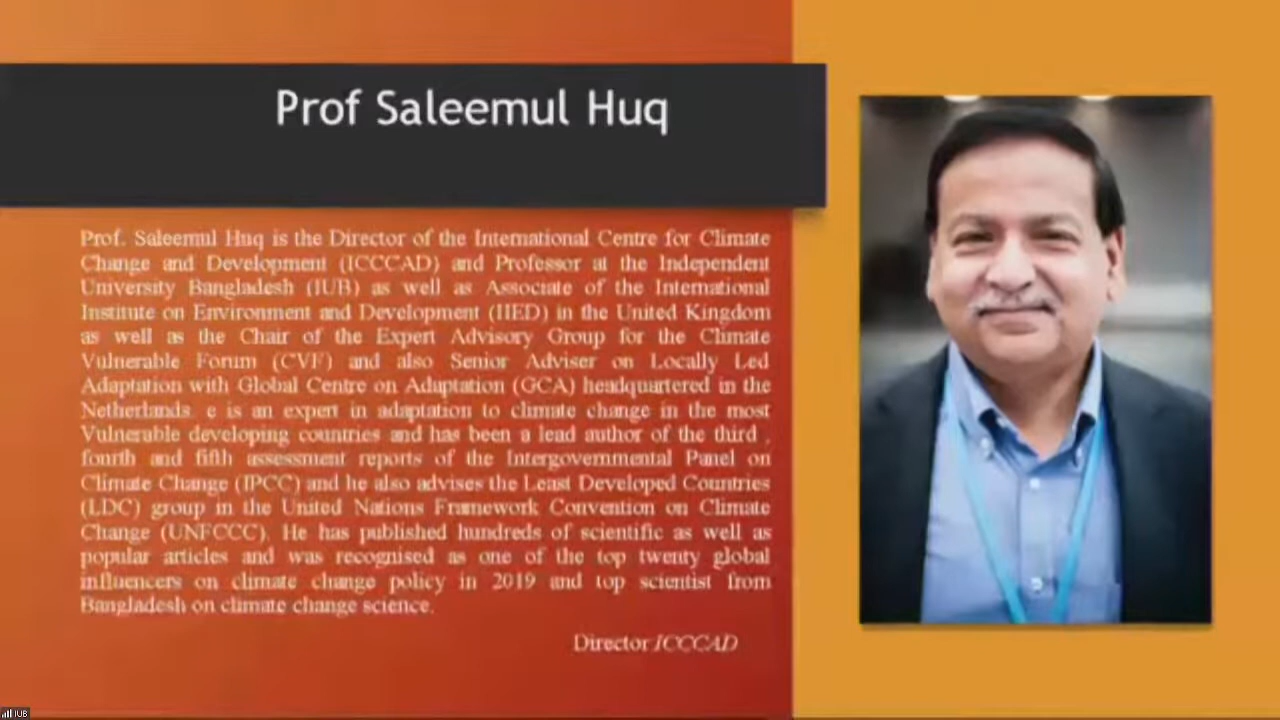 Prof Saleemul Huq
Prof. Saleemul Huq is the Director of the International Centre for Climate
Change and Development (ICCCAD) and Professor at the Independent
University Bangladesh (IUB) as well as Associate of the International
Institute on Environment and Development (IIED) in the United Kingdom
as well as the Chair of the Expert Advisory Group for the Climate
Vulnerable Forum (CVF) and also Senior Adviser on Locally Led
Adaptation with Global Centre on Adaptation (GCA) headquartered in the
Netherlands. e is an expert in adaptation to climate change in the most
Vulnerable developing countries and has been a lead author of the third ,
fourth and fifth assessment reports of the Intergovernmental Panel on
Climate Change (IPCC) and he also advises the Least Developed Countries
(LDC) group in the United Nations Framework Convention on Climate
Change (UNFCCC). He has published hundreds of scientific as well as
popular articles and was recognised as one of the top twenty global
influencers on climate change policy in 2019 and top scientist from
Bangladesh on climate change science.
Director ICCCAD
IUB